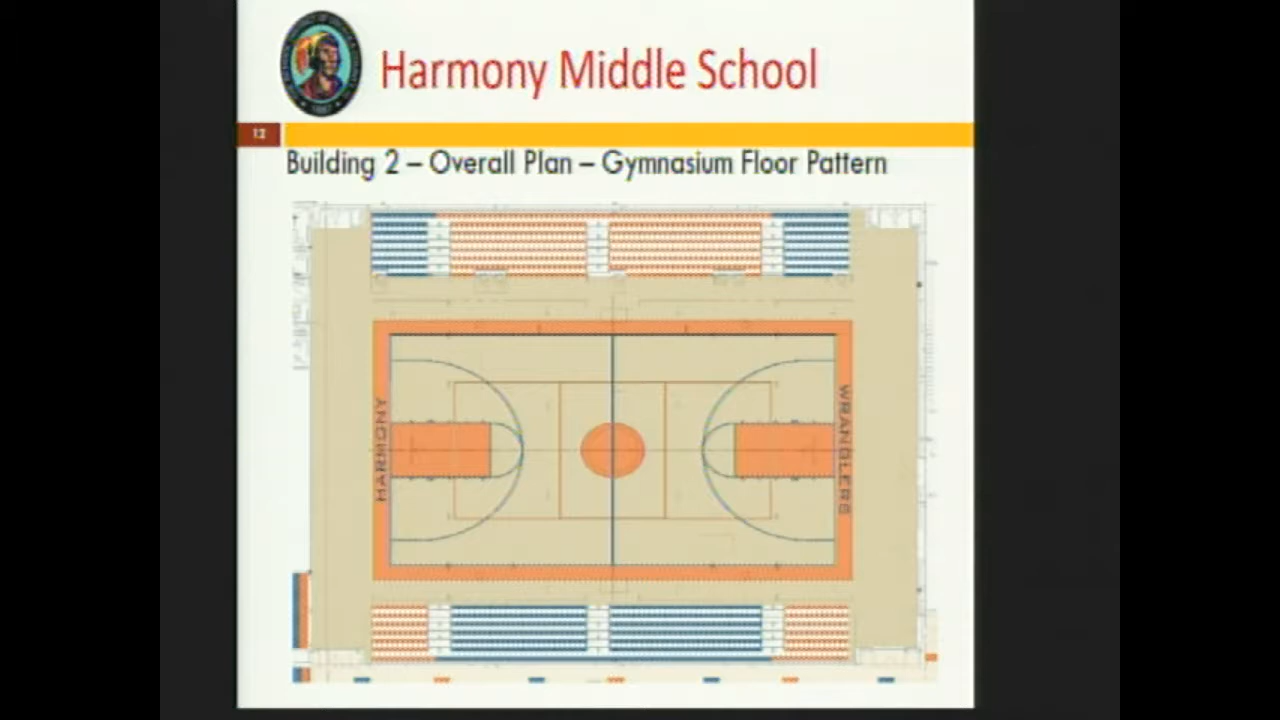 Harmony Middle School
12
Building 2 – Overall Plan – Gymnasium Floor Pattern
HARMONY
WRANGLERS